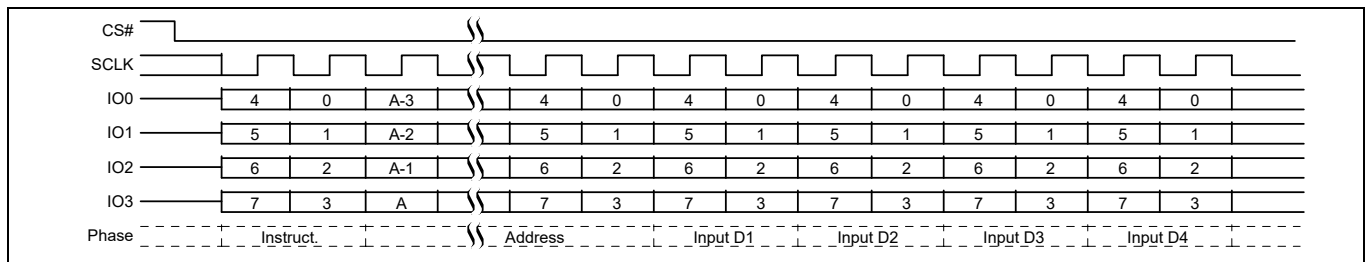 CS#
SCLK
IO0 4 0 A-3 4 0 4 0 4 0 4 0 4 0
IO1 5 1 A-2 5 1 5 1 5 1 5 1 5 1
IO2 6 2 A-1 6 2 6 2 6 2 6 2 6 2
IO3 7 3 A 7 3 7 3 7 3 7 3 7 3
Phase Instruct. Address Input D1 Input D2 Input D3 Input D4